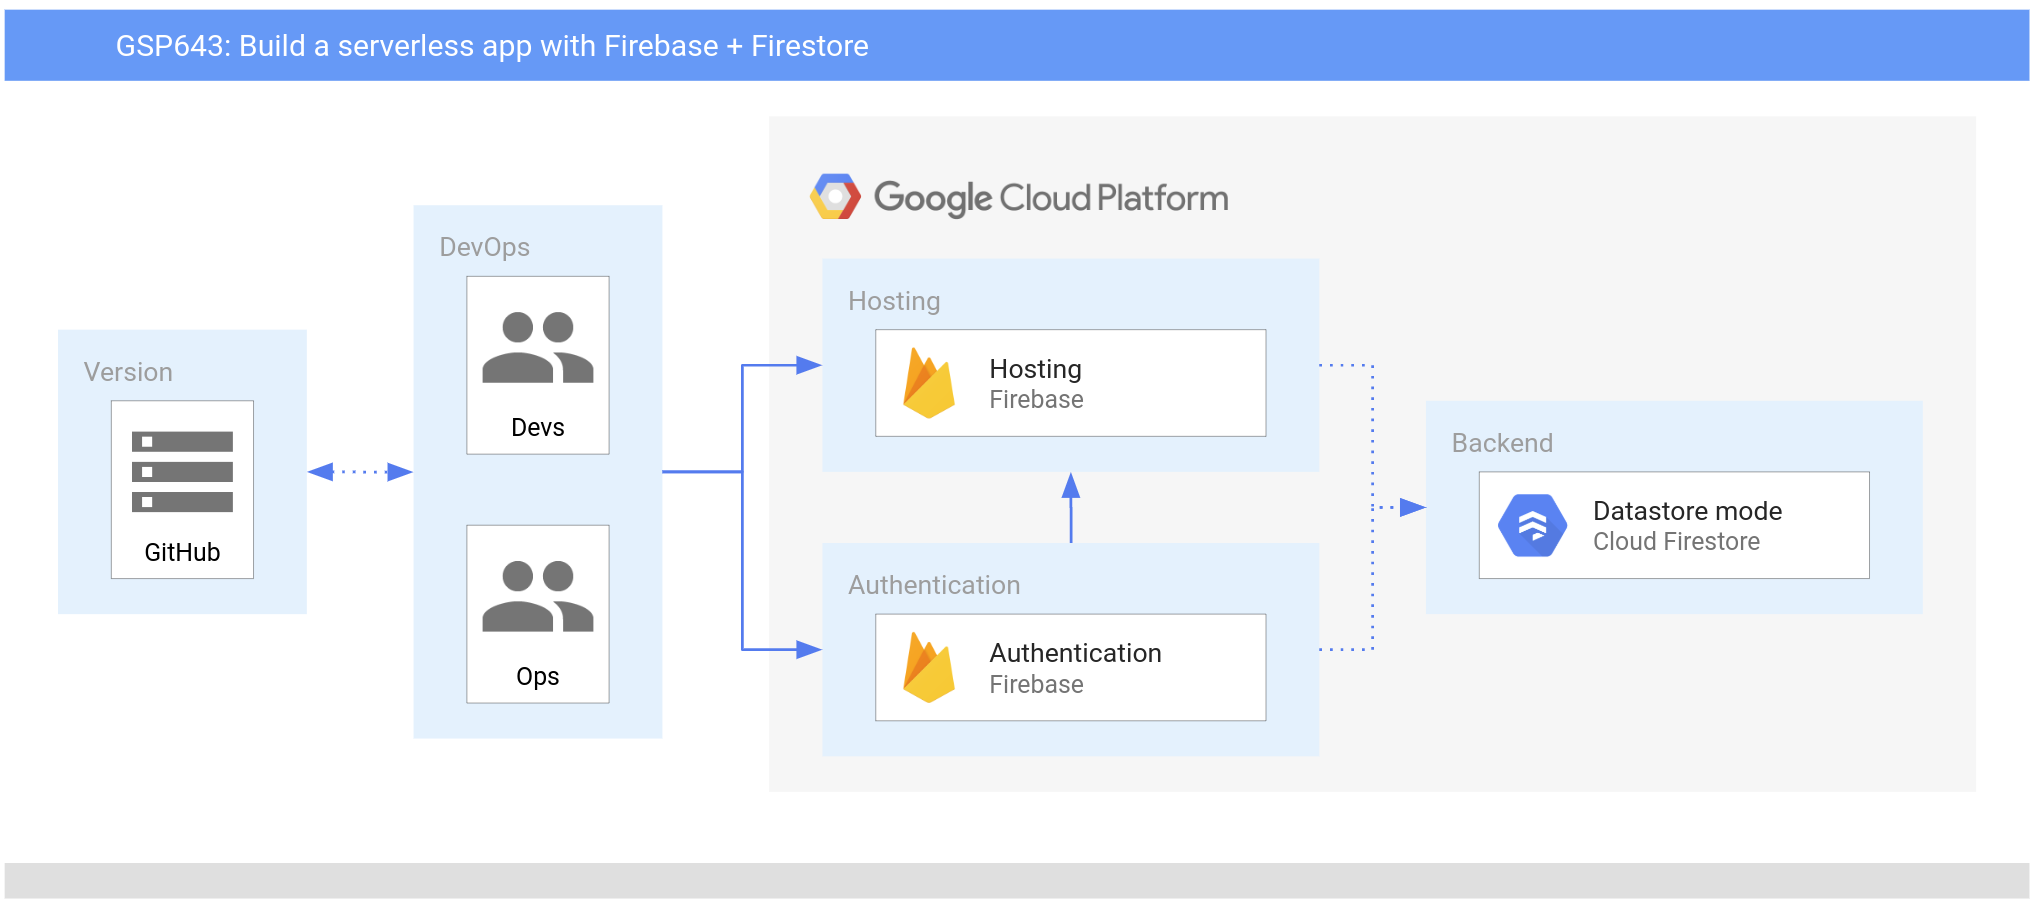 GSP643: Build a serverless app with Firebase + Firestore
Google Cloud Platform
Version
GitHub
DevOps
Devs
Ops
Hosting
Hosting
Firebase
Authentication
Authentication
Firebase
Backend
Datastore mode
Cloud Firestore